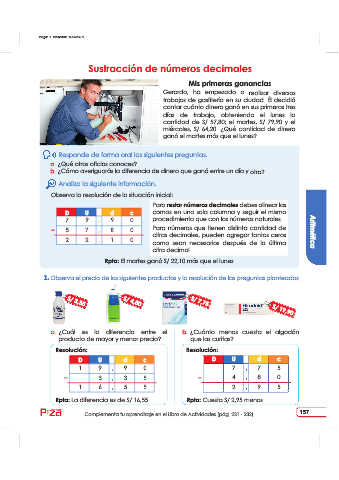 Sustracción de números decimales
Mis primeras ganancias
Gerardo, ha empezado a realizar diversos
trabajos de gasfitería en su ciudad. Él decidió
contar cuánto dinero ganó en sus primeros tres
días de trabajo, obteniendo el lunes la
cantidad de S/ 57,80; el martes, S/ 79,90 y el
miércoles, S/ 64,20 ¿Qué cantidad de dinero
ganó el martes más que el lunes?
Responde de forma oral las siguientes preguntas.
a ¿Qué otros oficios conoces?
b ¿Cómo averiguarás la diferencia de dinero que ganó entre un día y otro?
Analiza la siguiente información.
Observa la resolución de la situación inicial:
D U d c
7 9 9 0
– 5 7 8 0
2 2 1 0
Para restar números decimales debes alinear las
comas en una sola columna y seguir el mismo
procedimiento que con los números naturales.
Para números que tienen distinta cantidad de
cifras decimales, pueden agregar tantos ceros
como sean necesarios después de la última
cifra decimal.
Rpta: El martes ganó S/ 22,10 más que el lunes
Aritmética
1. Observa el precio de los siguientes productos y la resolución de las preguntas planteadas
S/ 4,80
S/ 7,75
S/ 19,90
a ¿Cuál es la diferencia entre el
producto de mayor y menor precio?
b ¿Cuánto menos cuesta el algodón
que las curitas?
Resolución:
D U d c
1 9 , 9 0
– 3 , 3 5
1 6 , 5 5
Rpta: La diferencia es de S/ 16,55
Resolución:
D U d c
7 , 7 5
– 4 , 8 0
2 , 9 5
Rpta: Cuesta S/ 2,95 menos
Complementa tu aprendizaje en el Libro de Actividades (pág. 231 - 232)
157